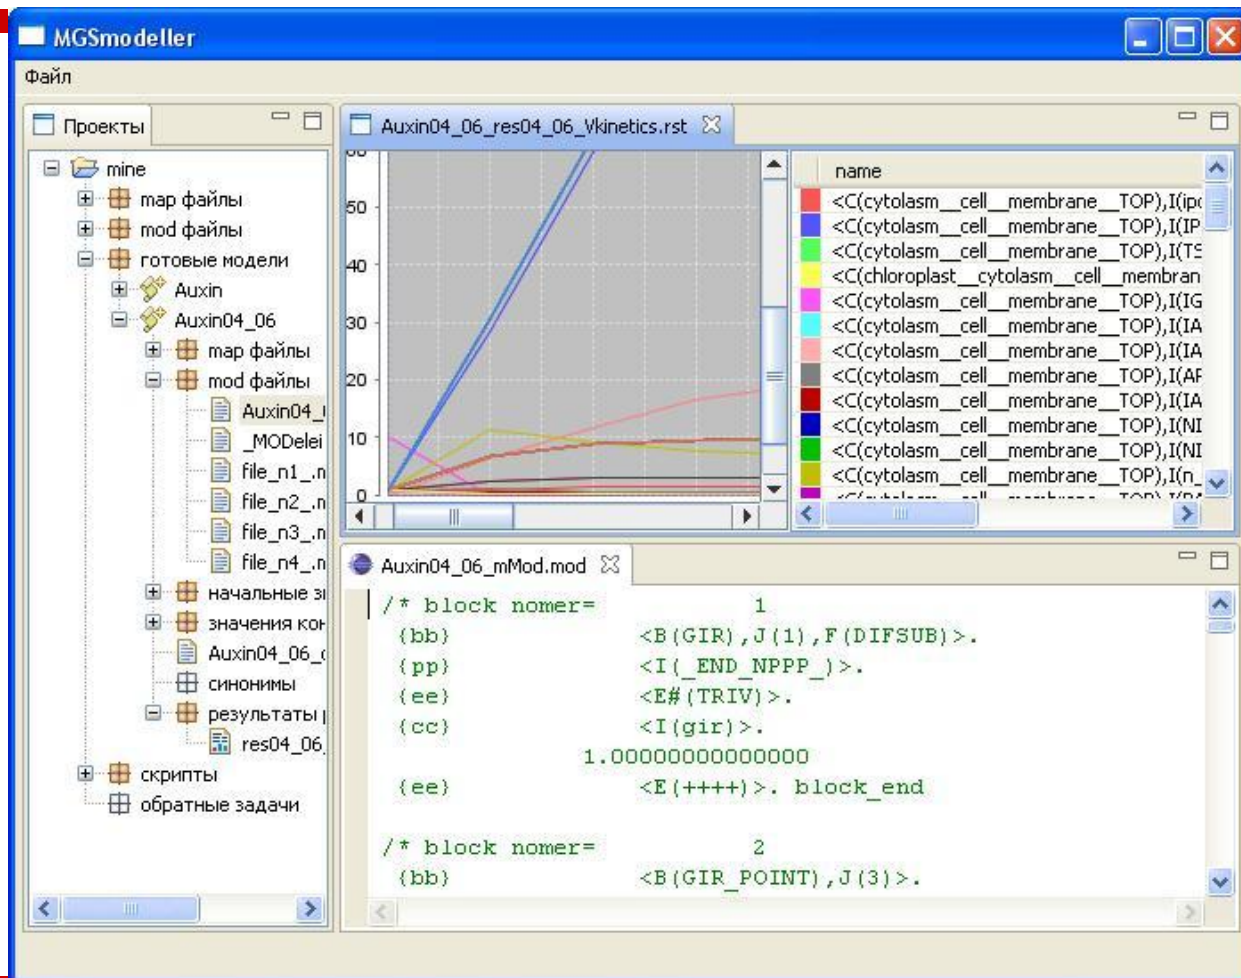 MGSmodeller
Файл
Проекты
mine
map файлы
mod файлы
готовые модели
Auxin
Auxin04_06
map файлы
mod файлы
Auxin04_
_MODelei
file_n1_.n
file_n2_.n
file_n3_.n
file_n4_.n
начальные
значения
Auxin04_06_
синонимы
результаты
res04_06_
скрипты
обратные задачи
Auxin04_06_res04_06_Vkinetics.rst
50
40
30
20
10
0
name
<C(cytolasm__cell__membrane__TOP),I(ip
<C(cytolasm__cell__membrane__TOP),I(IP
<C(cytolasm__cell__membrane__TOP),I(TS
<C(chloroplast__cytolasm__cell__membran
<C(cytolasm__cell__membrane__TOP),I(IG
<C(cytolasm__cell__membrane__TOP),I(IA
<C(cytolasm__cell__membrane__TOP),I(IA
<C(cytolasm__cell__membrane__TOP),I(AF
<C(cytolasm__cell__membrane__TOP),I(IA
<C(cytolasm__cell__membrane__TOP),I(NI
<C(cytolasm__cell__membrane__TOP),I(NI
<C(cytolasm__cell__membrane__TOP),I(n_
Auxin04_06_mMod.mod
/* block nomer= 1
{bb} <B(GIR),J(1),F(DIFSUB)>.
{pp} <I(_END_NPPP_)>.
{ee} <E#(TRIV)>.
{cc} <I(gir)>.
1.00000000000000
{ee} <E(++++)>. block_end
/* block nomer= 2
{bb} <B(GIR_POINT),J(3)>.